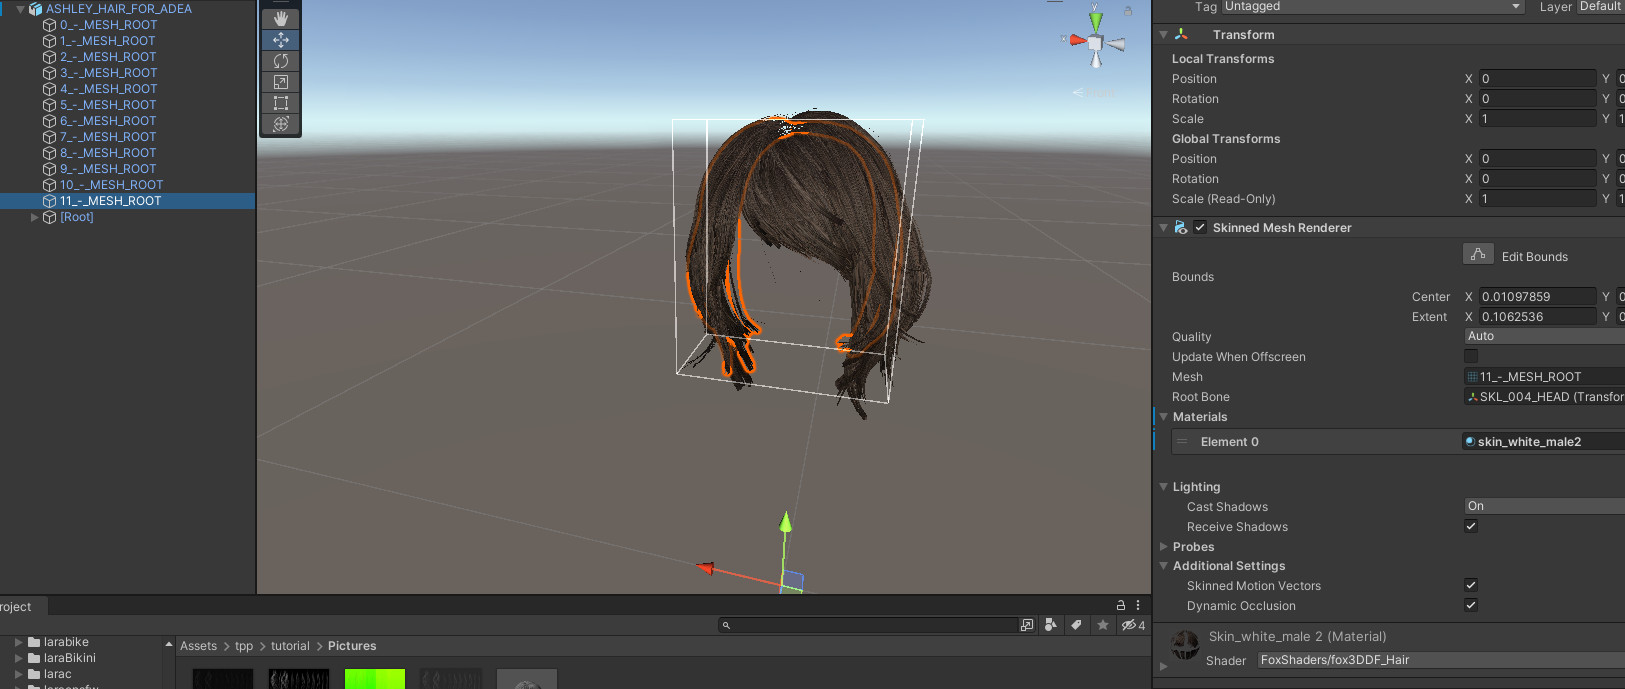 ASHLEY_HAIR_FOR_ADEA
0_-_MESH_ROOT
1_-_MESH_ROOT
2_-_MESH_ROOT
3_-_MESH_ROOT
4_-_MESH_ROOT
5_-_MESH_ROOT
6_-_MESH_ROOT
7_-_MESH_ROOT
8_-_MESH_ROOT
9_-_MESH_ROOT
10_-_MESH_ROOT
11_-_MESH_ROOT
[Root]
y
Tag Untagged Layer Default
Transform
Local Transforms
Position X 0 Y 0
Rotation X 0 Y 0
Scale X 1 Y 1
Global Transforms
Position X 0 Y 0
Rotation X 0 Y 0
Scale (Read-Only) X 1 Y 1
Skinned Mesh Renderer
Edit Bounds
Bounds
Center X 0.01097859 Y 0
Extent X 0.1062536 Y 0
Quality Auto
Update When Offscreen
Mesh 11_-_MESH_ROOT
Root Bone SKL_004_HEAD (Transfor
Materials
Element 0 skin_white_male2
Lighting
Cast Shadows On
Receive Shadows
Probes
Additional Settings
Skinned Motion Vectors
Dynamic Occlusion
Skin_white_male 2 (Material)
Shader FoxShaders/fox3DDF_Hair
roject
4
larabike
laraBikini
larac
Assets > tpp > tutorial > Pictures